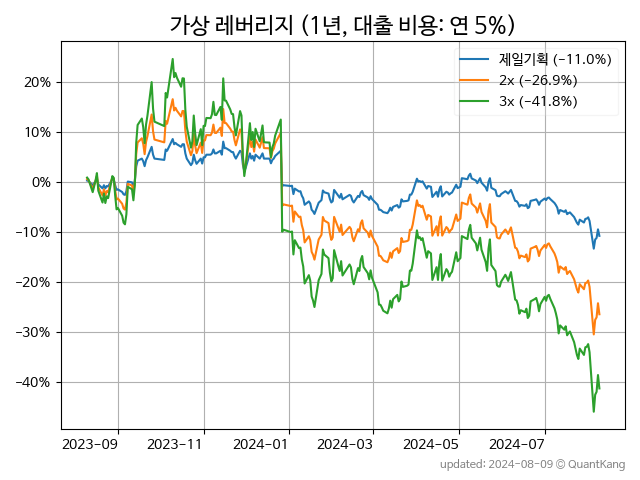 가상 레버리지 (1년, 대출 비용: 연 5%)
제일기획 (−11.0%)
2x (−26.9%)
3x (−41.8%)
20%
10%
0%
−10%
−20%
−30%
−40%
2023-09 2023-11 2024-01 2024-03 2024-05 2024-07
updated: 2024-08-09 © QuantKang